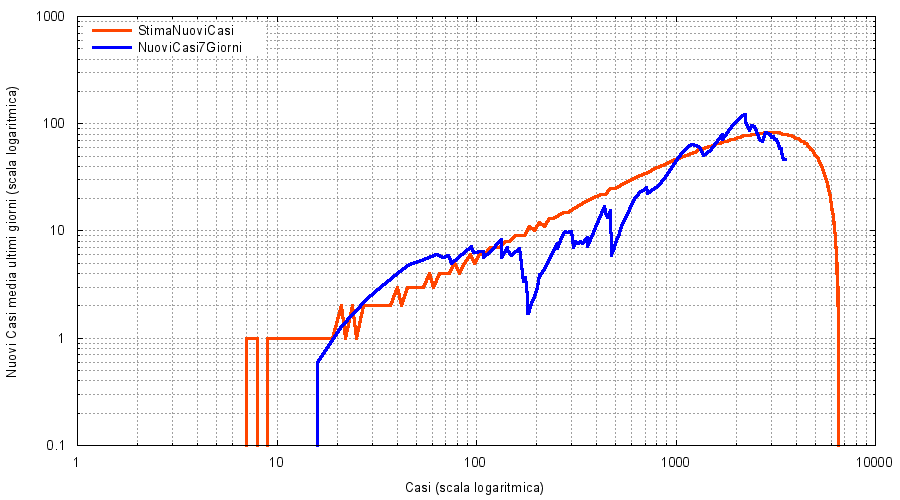 1000
100
10
1
0.1
StimaNuoviCasi
NuoviCasi7Giorni
Nuovi Casi media ultimi giorni (scala logaritmica)
1 10 100 1000 10000
Casi (scala logaritmica)